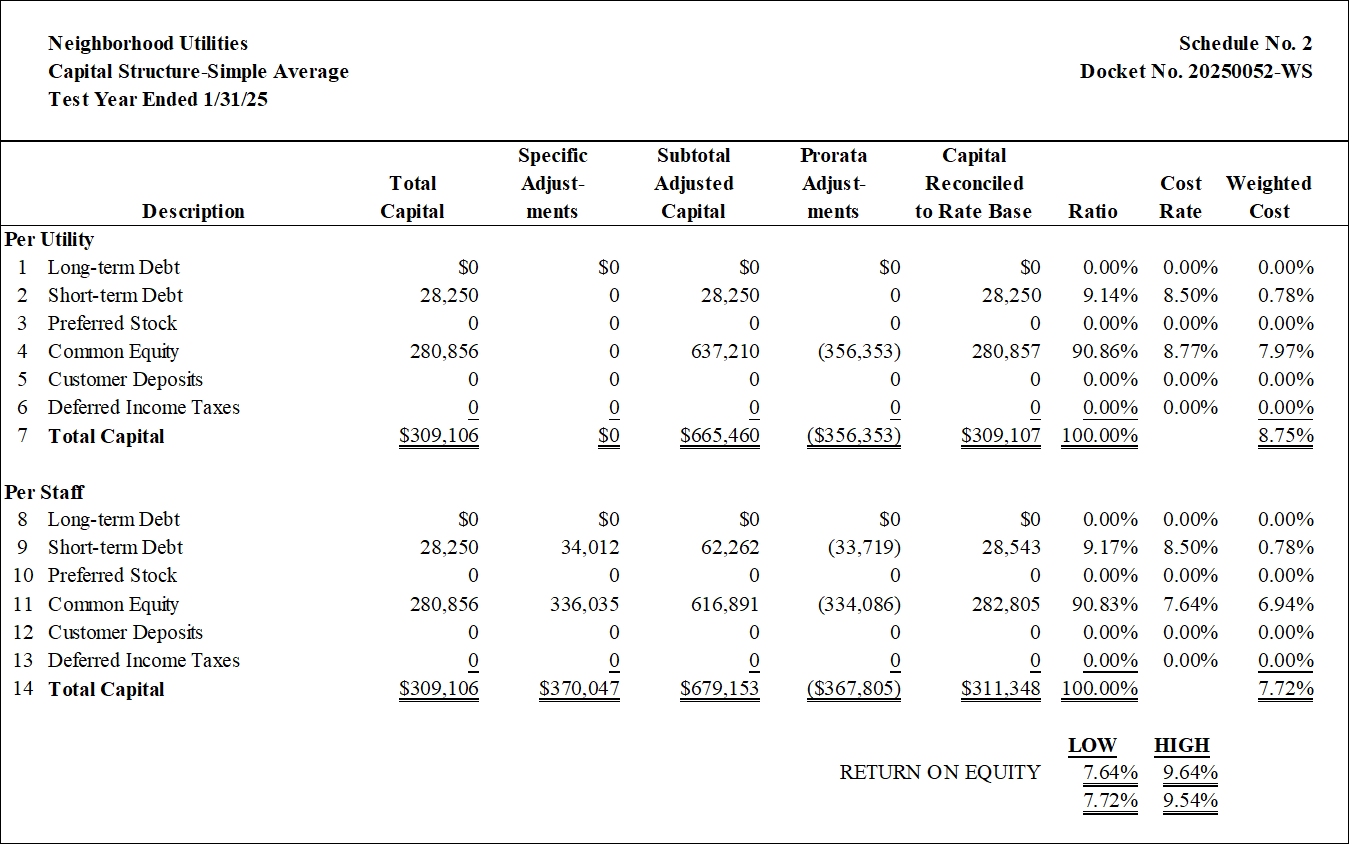 Neighborhood Utilities Schedule No. 2
Capital Structure-Simple Average Docket No. 20250052-WS
Test Year Ended 1/31/25
Specific Subtotal Prorata Capital
Total Adjust- Adjusted Adjust- Reconciled Cost Weighted
Description Capital ments Capital ments to Rate Base Ratio Rate Cost
Per Utility
1 Long-term Debt $0 $0 $0 $0 $0 0.00% 0.00% 0.00%
2 Short-term Debt 28,250 0 28,250 0 28,250 9.14% 8.50% 0.78%
3 Preferred Stock 0 0 0 0 0 0.00% 0.00% 0.00%
4 Common Equity 280,856 0 637,210 (356,353) 280,857 90.86% 8.77% 7.97%
5 Customer Deposits 0 0 0 0 0 0.00% 0.00% 0.00%
6 Deferred Income Taxes 0 0 0 0 0 0.00% 0.00% 0.00%
7 Total Capital $309,106 $0 $665,460 ($356,353) $309,107 100.00% 8.75%
Per Staff
8 Long-term Debt $0 $0 $0 $0 $0 0.00% 0.00% 0.00%
9 Short-term Debt 28,250 34,012 62,262 (33,719) 28,543 9.17% 8.50% 0.78%
10 Preferred Stock 0 0 0 0 0 0.00% 0.00% 0.00%
11 Common Equity 280,856 336,035 616,891 (334,086) 282,805 90.83% 7.64% 6.94%
12 Customer Deposits 0 0 0 0 0 0.00% 0.00% 0.00%
13 Deferred Income Taxes 0 0 0 0 0 0.00% 0.00% 0.00%
14 Total Capital $309,106 $370,047 $679,153 ($367,805) $311,348 100.00% 7.72%
LOW HIGH
RETURN ON EQUITY 7.64% 9.64%
7.72% 9.54%